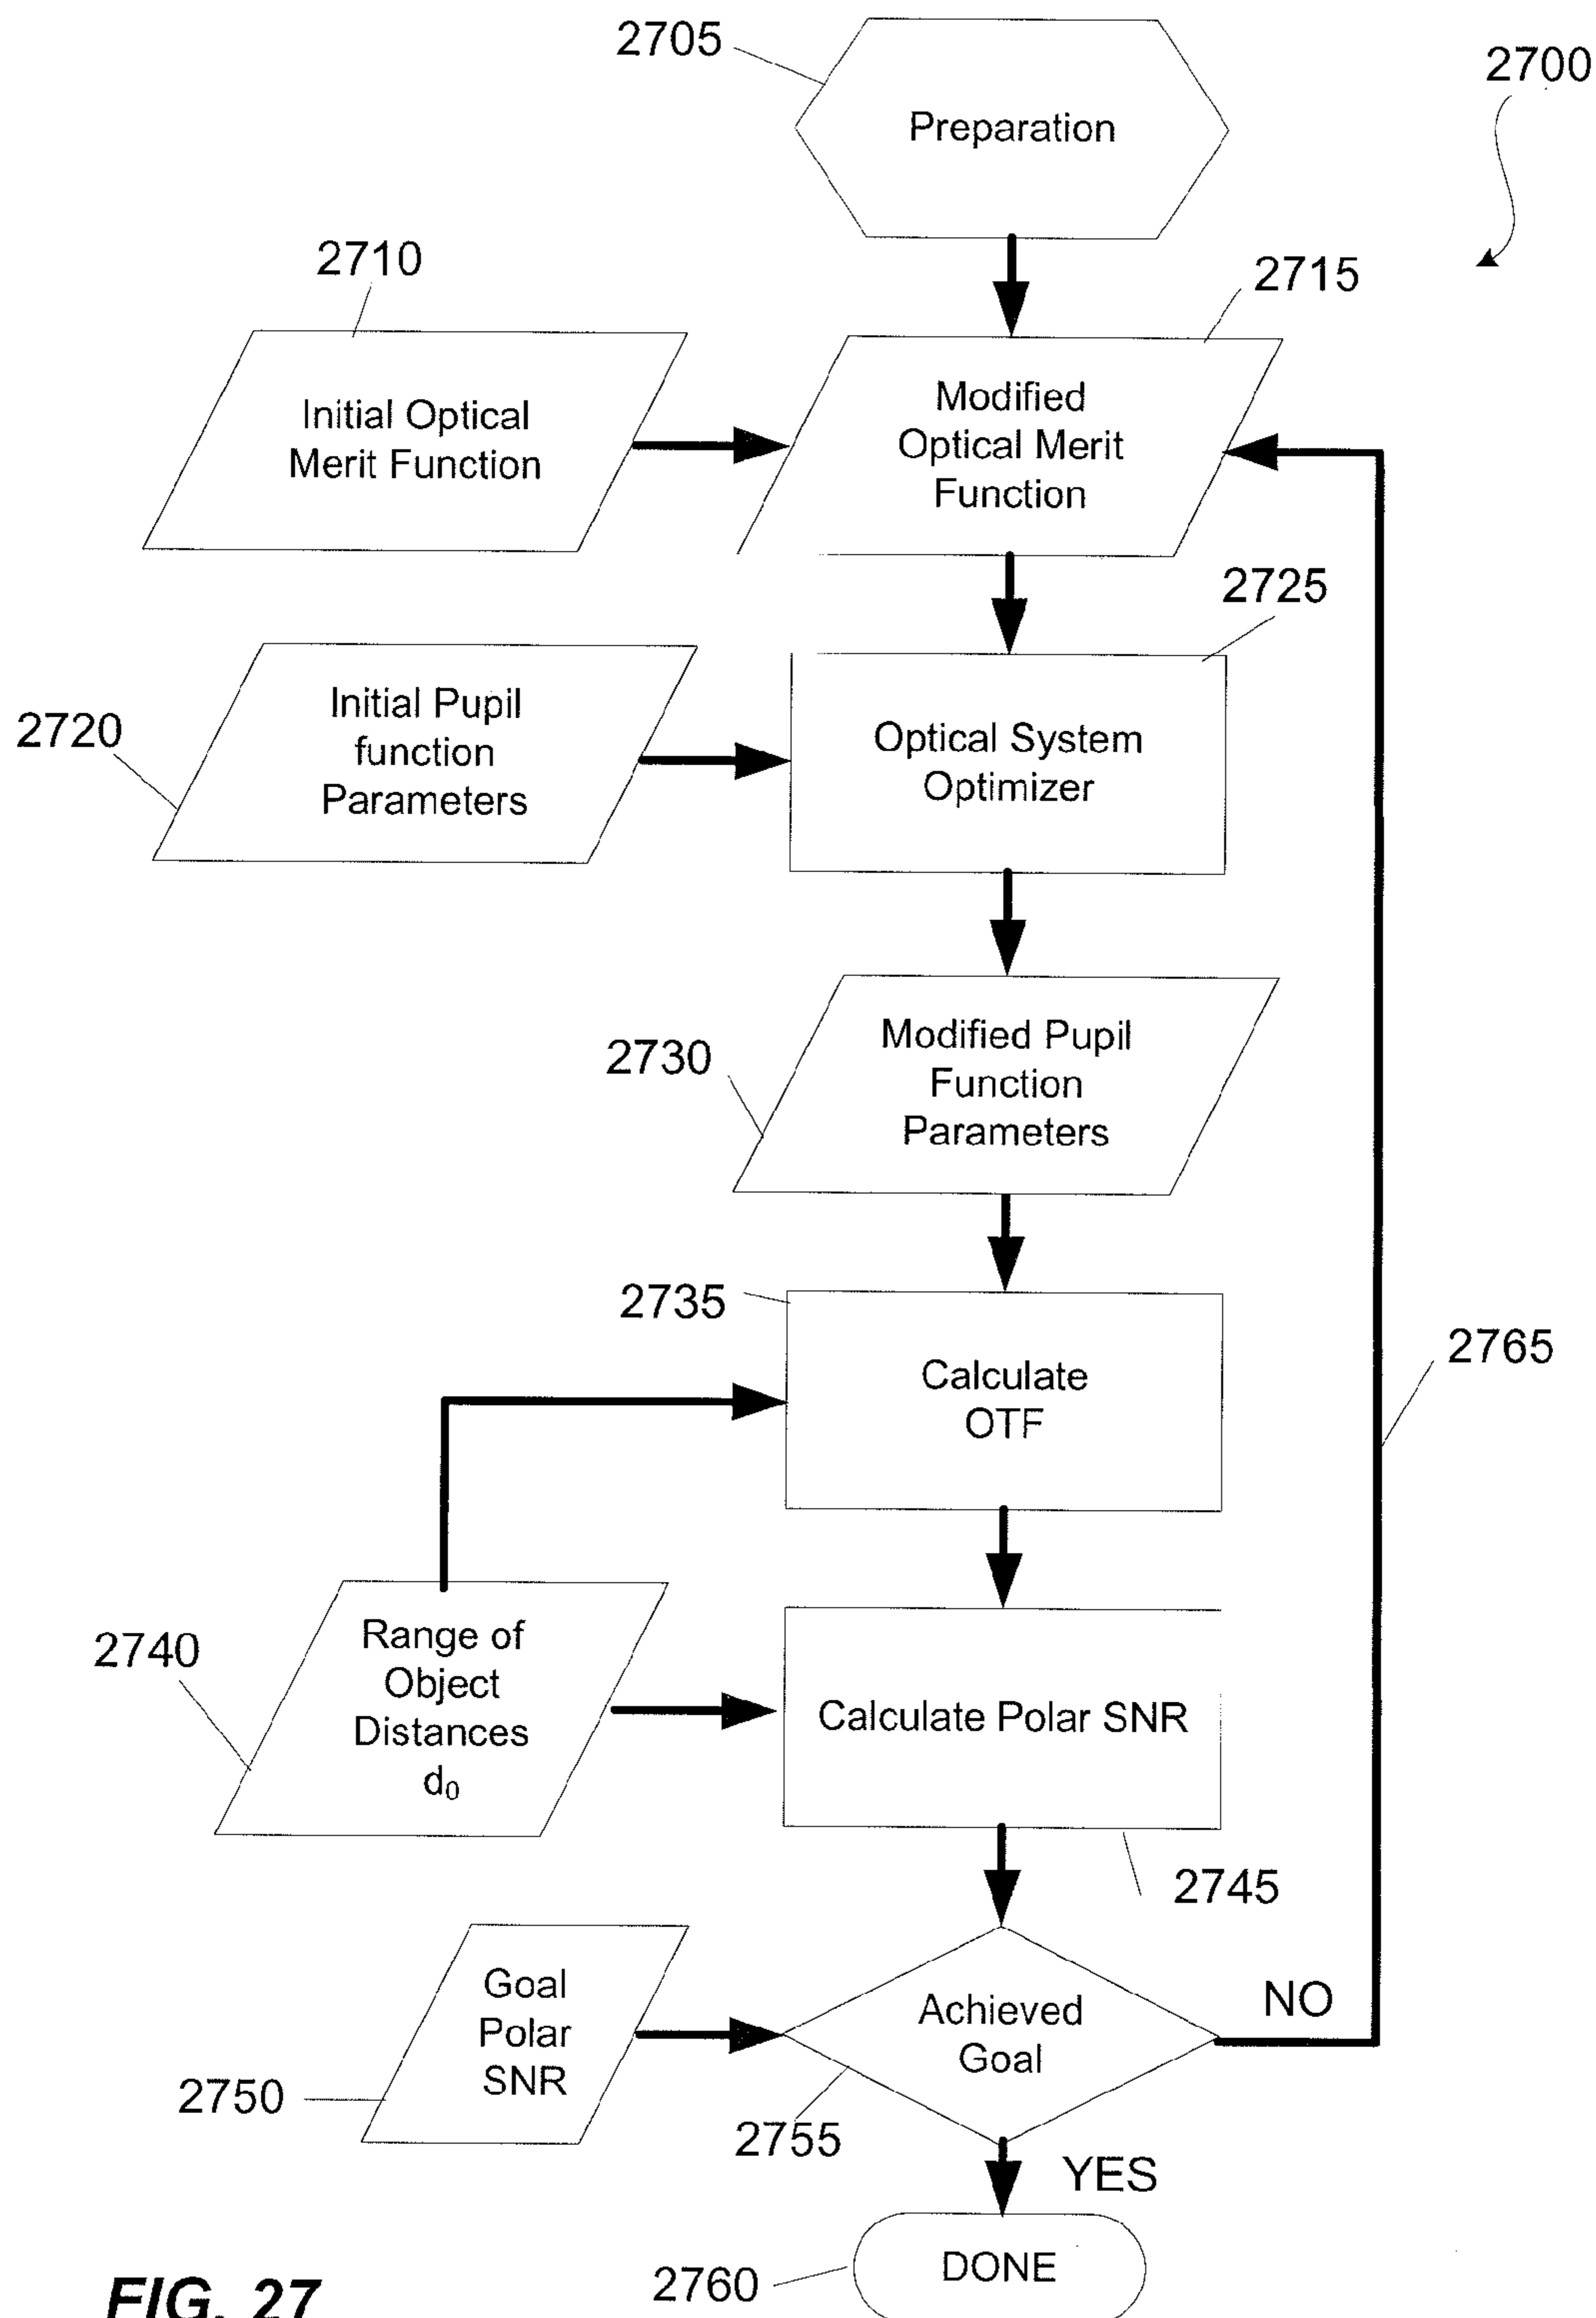 2705
2700
Preparation
2710
2715
Initial Optical
Merit Function
Modified
Optical Merit
Function
2725
2720
Initial Pupil
function
Parameters
Optical System
Optimizer
2730
Modified Pupil
Function
Parameters
2735
Calculate
OTF
2765
2740
Range of
Object
Distances
d₀
Calculate Polar SNR
2745
2750
Goal
Polar
SNR
Achieved
Goal
NO
2755
YES
2760
DONE
FIG. 27